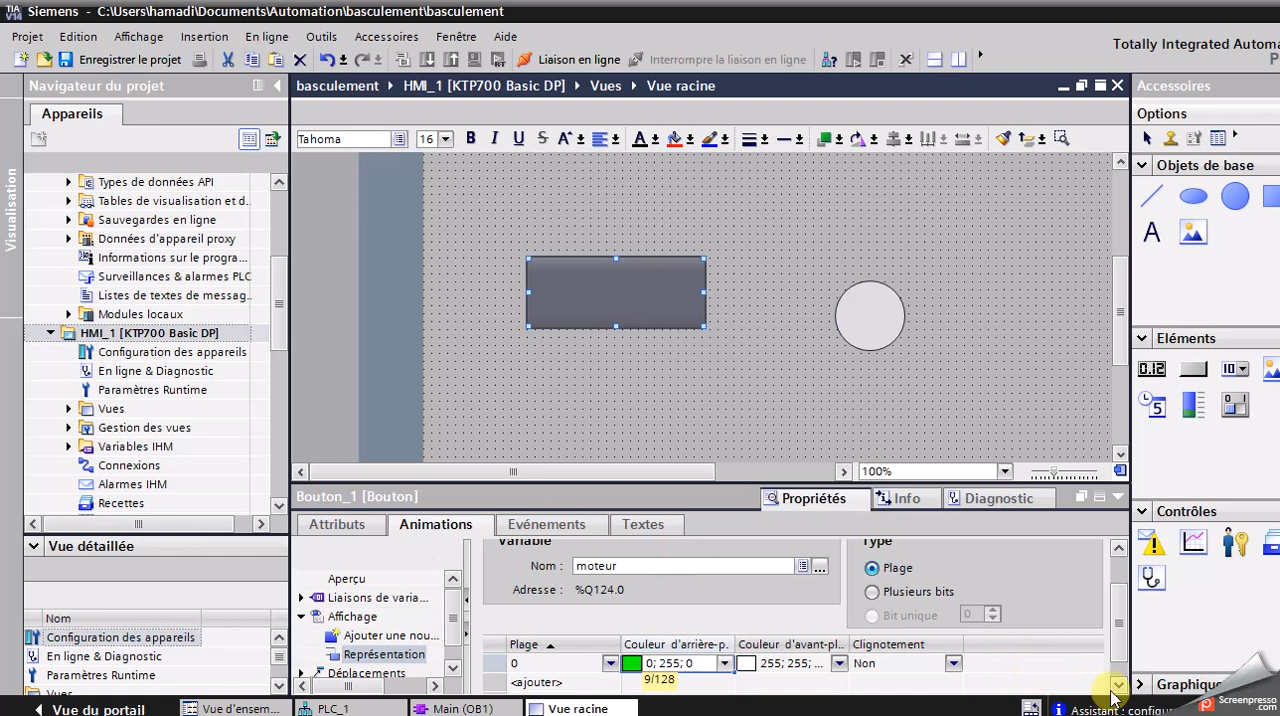 TIA V14 Siemens - C:\Users\hamadi\Documents\Automation\basculement\basculement
Projet Edition Affichage Insertion En ligne Outils Accessoires Fenêtre Aide
Totally Integrated Automa
Enregistrer le projet Liaison en ligne Interrompre la liaison en ligne
Navigateur du projet
basculement HMI_1 [KTP700 Basic DP] Vues Vue racine
Accessoires
Appareils
Options
Tahoma 16 B I U S A
Visualisation
Objets de base
Types de données API
Tables de visualisation et d..
Sauvegardes en ligne
Données d'appareil proxy
Informations sur le progra...
Surveillances & alarmes PLC
Listes de textes de messag..
Modules locaux
HMI_1 [KTP700 Basic DP]
Configuration des appareils
En ligne & Diagnostic
Paramètres Runtime
Vues
Gestion des vues
Variables IHM
Connexions
Alarmes IHM
Recettes
A
Eléments
0.12 10
5
100%
Bouton_1 [Bouton]
Propriétés Info Diagnostic
Contrôles
Attributs Animations Evénements Textes
Vue détaillée
Nom
Configuration des appareils
En ligne & Diagnostic
Paramètres Runtime
Vues
Aperçu
Liaisons de varia...
Affichage
Ajouter une nou...
Représentation
Déplacements
Variable
Nom : moteur
Adresse : %Q124.0
Type
Plage
Plusieurs bits
Bit unique 0
Plage Couleur d'arrière-p. Couleur d'avant-pl.. Clignotement
0 0; 255; 0 255; 255; ... Non
<ajouter> 9/128
Graphique
Screenpresso
Screenpresso.com
Vue du portail Vue d'ensem... PLC_1 Main (OB1) Vue racine
Assistant : configu